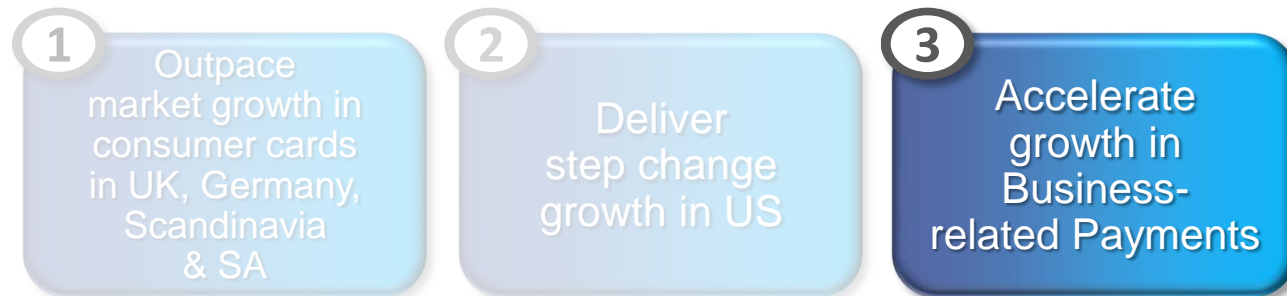 1
Outpace
market growth in
consumer cards
in UK, Germany,
Scandinavia
& SA
2
Deliver
step change
growth in US
3
Accelerate
growth in
Business-
related Payments